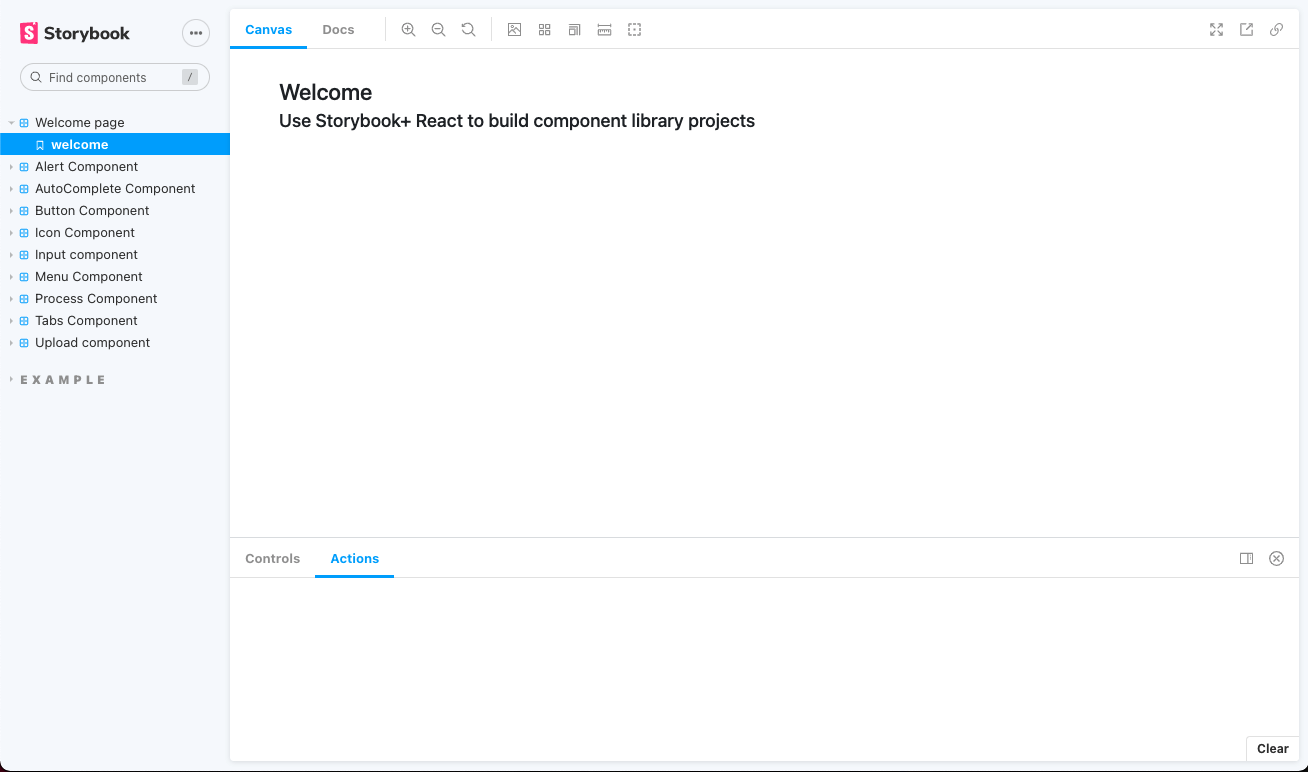 Storybook
Find components
/
Welcome page
welcome
Alert Component
AutoComplete Component
Button Component
Icon Component
Input component
Menu Component
Process Component
Tabs Component
Upload component
EXAMPLE
Canvas Docs
Welcome
Use Storybook+ React to build component library projects
Controls Actions
Clear